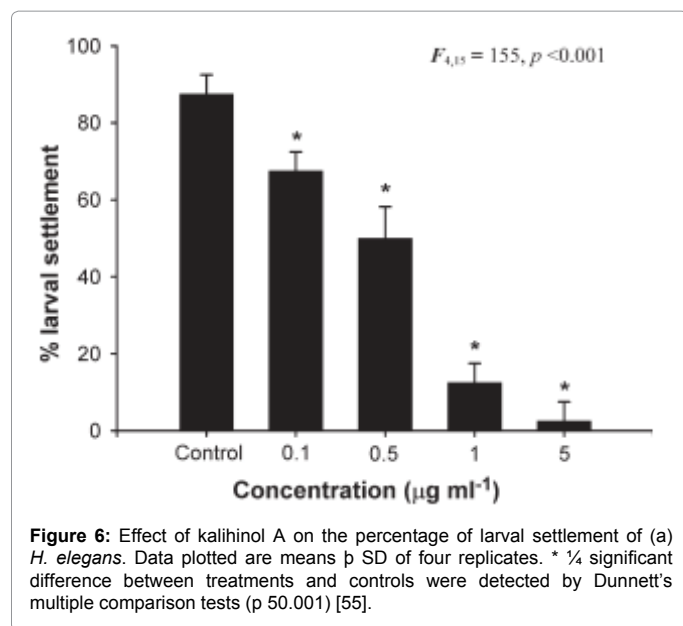 100
F4,15 = 155, p <0.001
80
60
40
20
0
% larval settlement
*
*
*
*
Control 0.1 0.5 1 5
Concentration (μg ml-1)
Figure 6: Effect of kalihinol A on the percentage of larval settlement of (a)
H. elegans. Data plotted are means þ SD of four replicates. * ¼ significant
difference between treatments and controls were detected by Dunnett's
multiple comparison tests (p 50.001) [55].